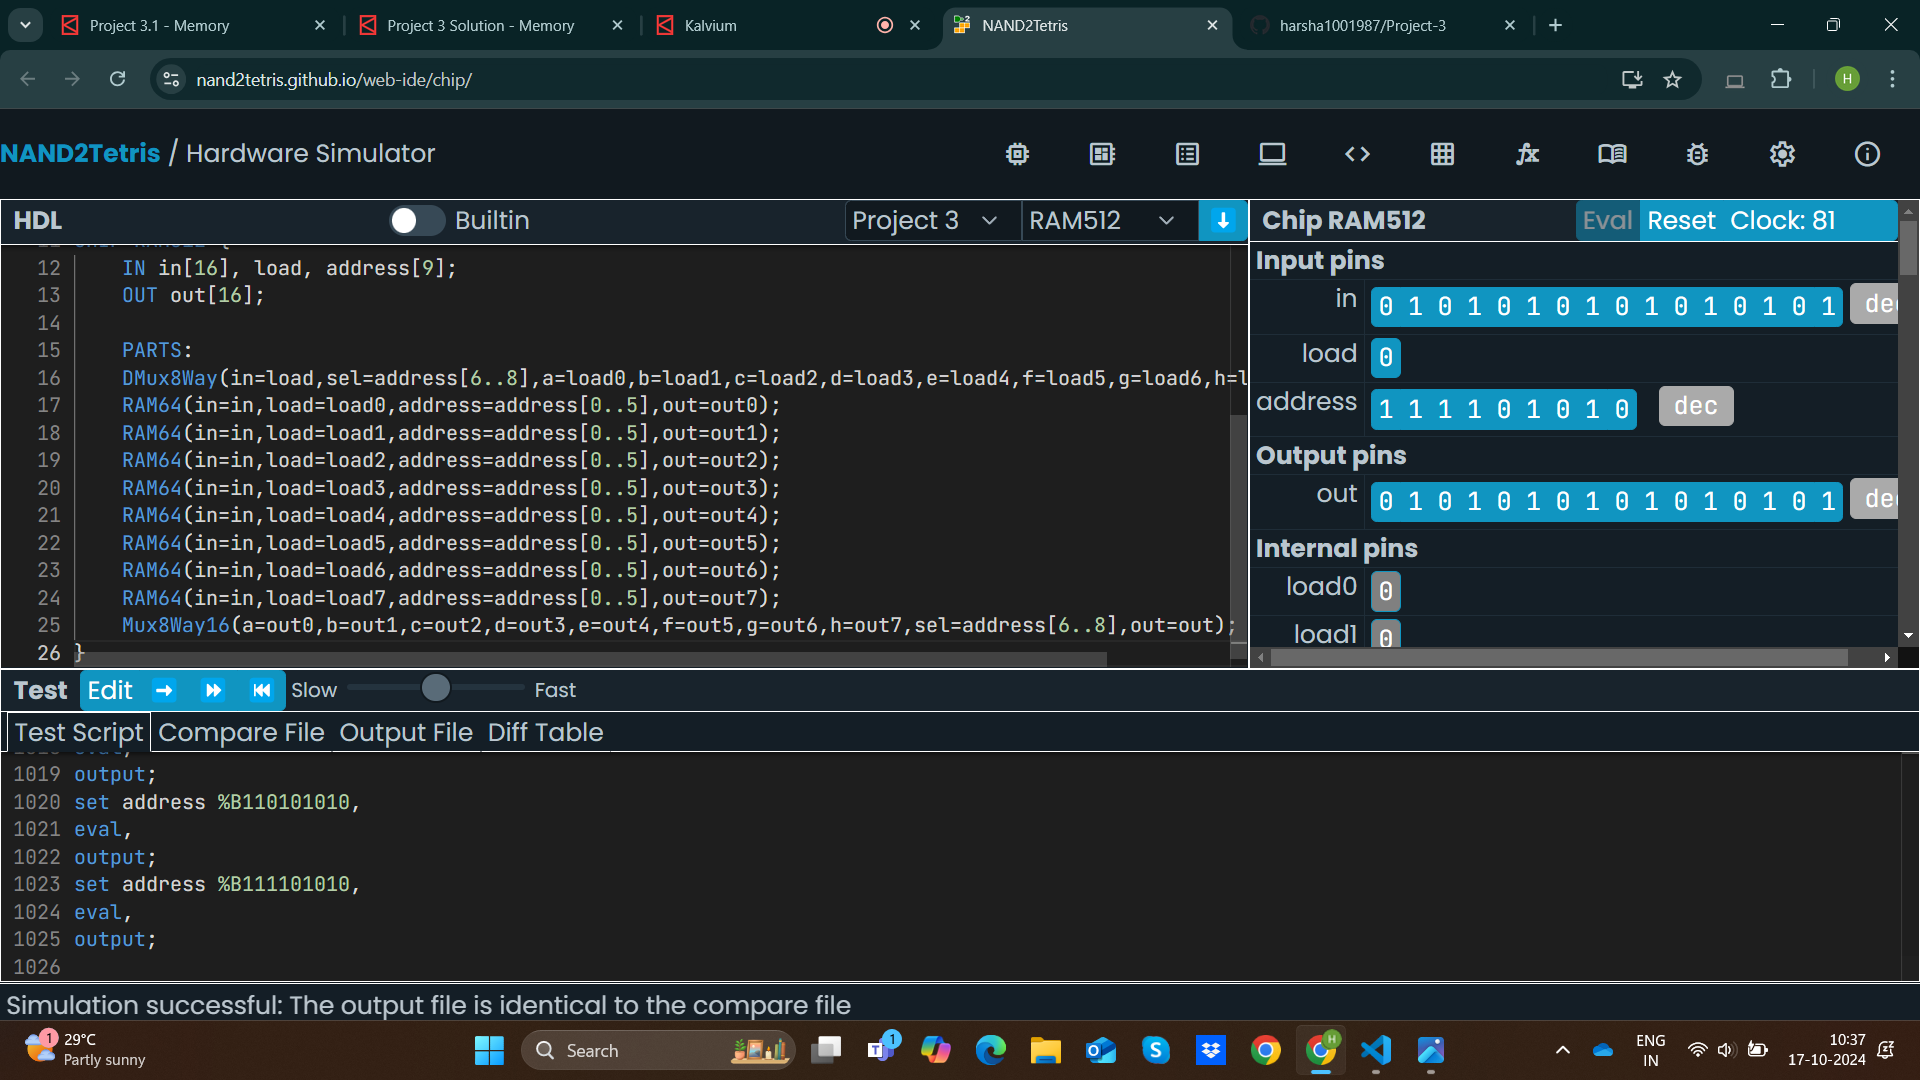 Project 3.1 - Memory
Project 3 Solution - Memory
Kalvium
NAND2Tetris
harsha1001987/Project-3
nand2tetris.github.io/web-ide/chip/
H
NAND2Tetris / Hardware Simulator
HDL
Builtin
Project 3
RAM512
Chip RAM512
Eval
Reset
Clock: 81
12 IN in[16], load, address[9];
13 OUT out[16];
14
15 PARTS:
16 DMux8Way(in=load,sel=address[6..8],a=load0,b=load1,c=load2,d=load3,e=load4,f=load5,g=load6,h=l
17 RAM64(in=in,load=load0,address=address[0..5],out=out0);
18 RAM64(in=in,load=load1,address=address[0..5],out=out1);
19 RAM64(in=in,load=load2,address=address[0..5],out=out2);
20 RAM64(in=in,load=load3,address=address[0..5],out=out3);
21 RAM64(in=in,load=load4,address=address[0..5],out=out4);
22 RAM64(in=in,load=load5,address=address[0..5],out=out5);
23 RAM64(in=in,load=load6,address=address[0..5],out=out6);
24 RAM64(in=in,load=load7,address=address[0..5],out=out7);
25 Mux8Way16(a=out0,b=out1,c=out2,d=out3,e=out4,f=out5,g=out6,h=out7,sel=address[6..8],out=out);
26 }
Input pins
in 0 1 0 1 0 1 0 1 0 1 0 1 0 1 0 1 dec
load 0
address 1 1 1 1 0 1 0 1 0 dec
Output pins
out 0 1 0 1 0 1 0 1 0 1 0 1 0 1 0 1 dec
Internal pins
load0 0
load1 0
Test Edit Slow Fast
Test Script Compare File Output File Diff Table
1019 output;
1020 set address %B110101010,
1021 eval,
1022 output;
1023 set address %B111101010,
1024 eval,
1025 output;
1026
Simulation successful: The output file is identical to the compare file
1
29°C
Partly sunny
Search
1
H
ENG
IN
10:37
17-10-2024